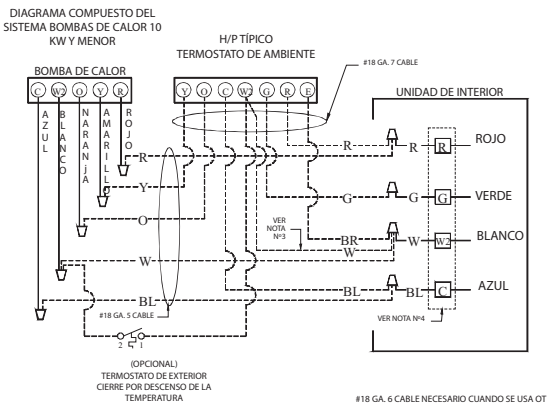 DIAGRAMA COMPUESTO DEL
SISTEMA BOMBAS DE CALOR 10
KW Y MENOR
H/P TÍPICO
TERMOSTATO DE AMBIENTE
#18 GA. 7 CABLE
BOMBA DE CALOR
UNIDAD DE INTERIOR
C W2 O Y R
Y O C W2 G R E
AZUL
BLANCO
NARANjA
AMARILLO
ROJO
R
R
R
R
ROJO
Y
G
G
G
VERDE
O
VER
NOTA
Nº3
BR
W
W
W2
BLANCO
W
BL
BL
BL
C
AZUL
#18 GA. 5 CABLE
VER NOTA Nº4
2 1
(OPCIONAL)
TERMOSTATO DE EXTERIOR
CIERRE POR DESCENSO DE LA
TEMPERATURA
#18 GA. 6 CABLE NECESARIO CUANDO SE USA OT